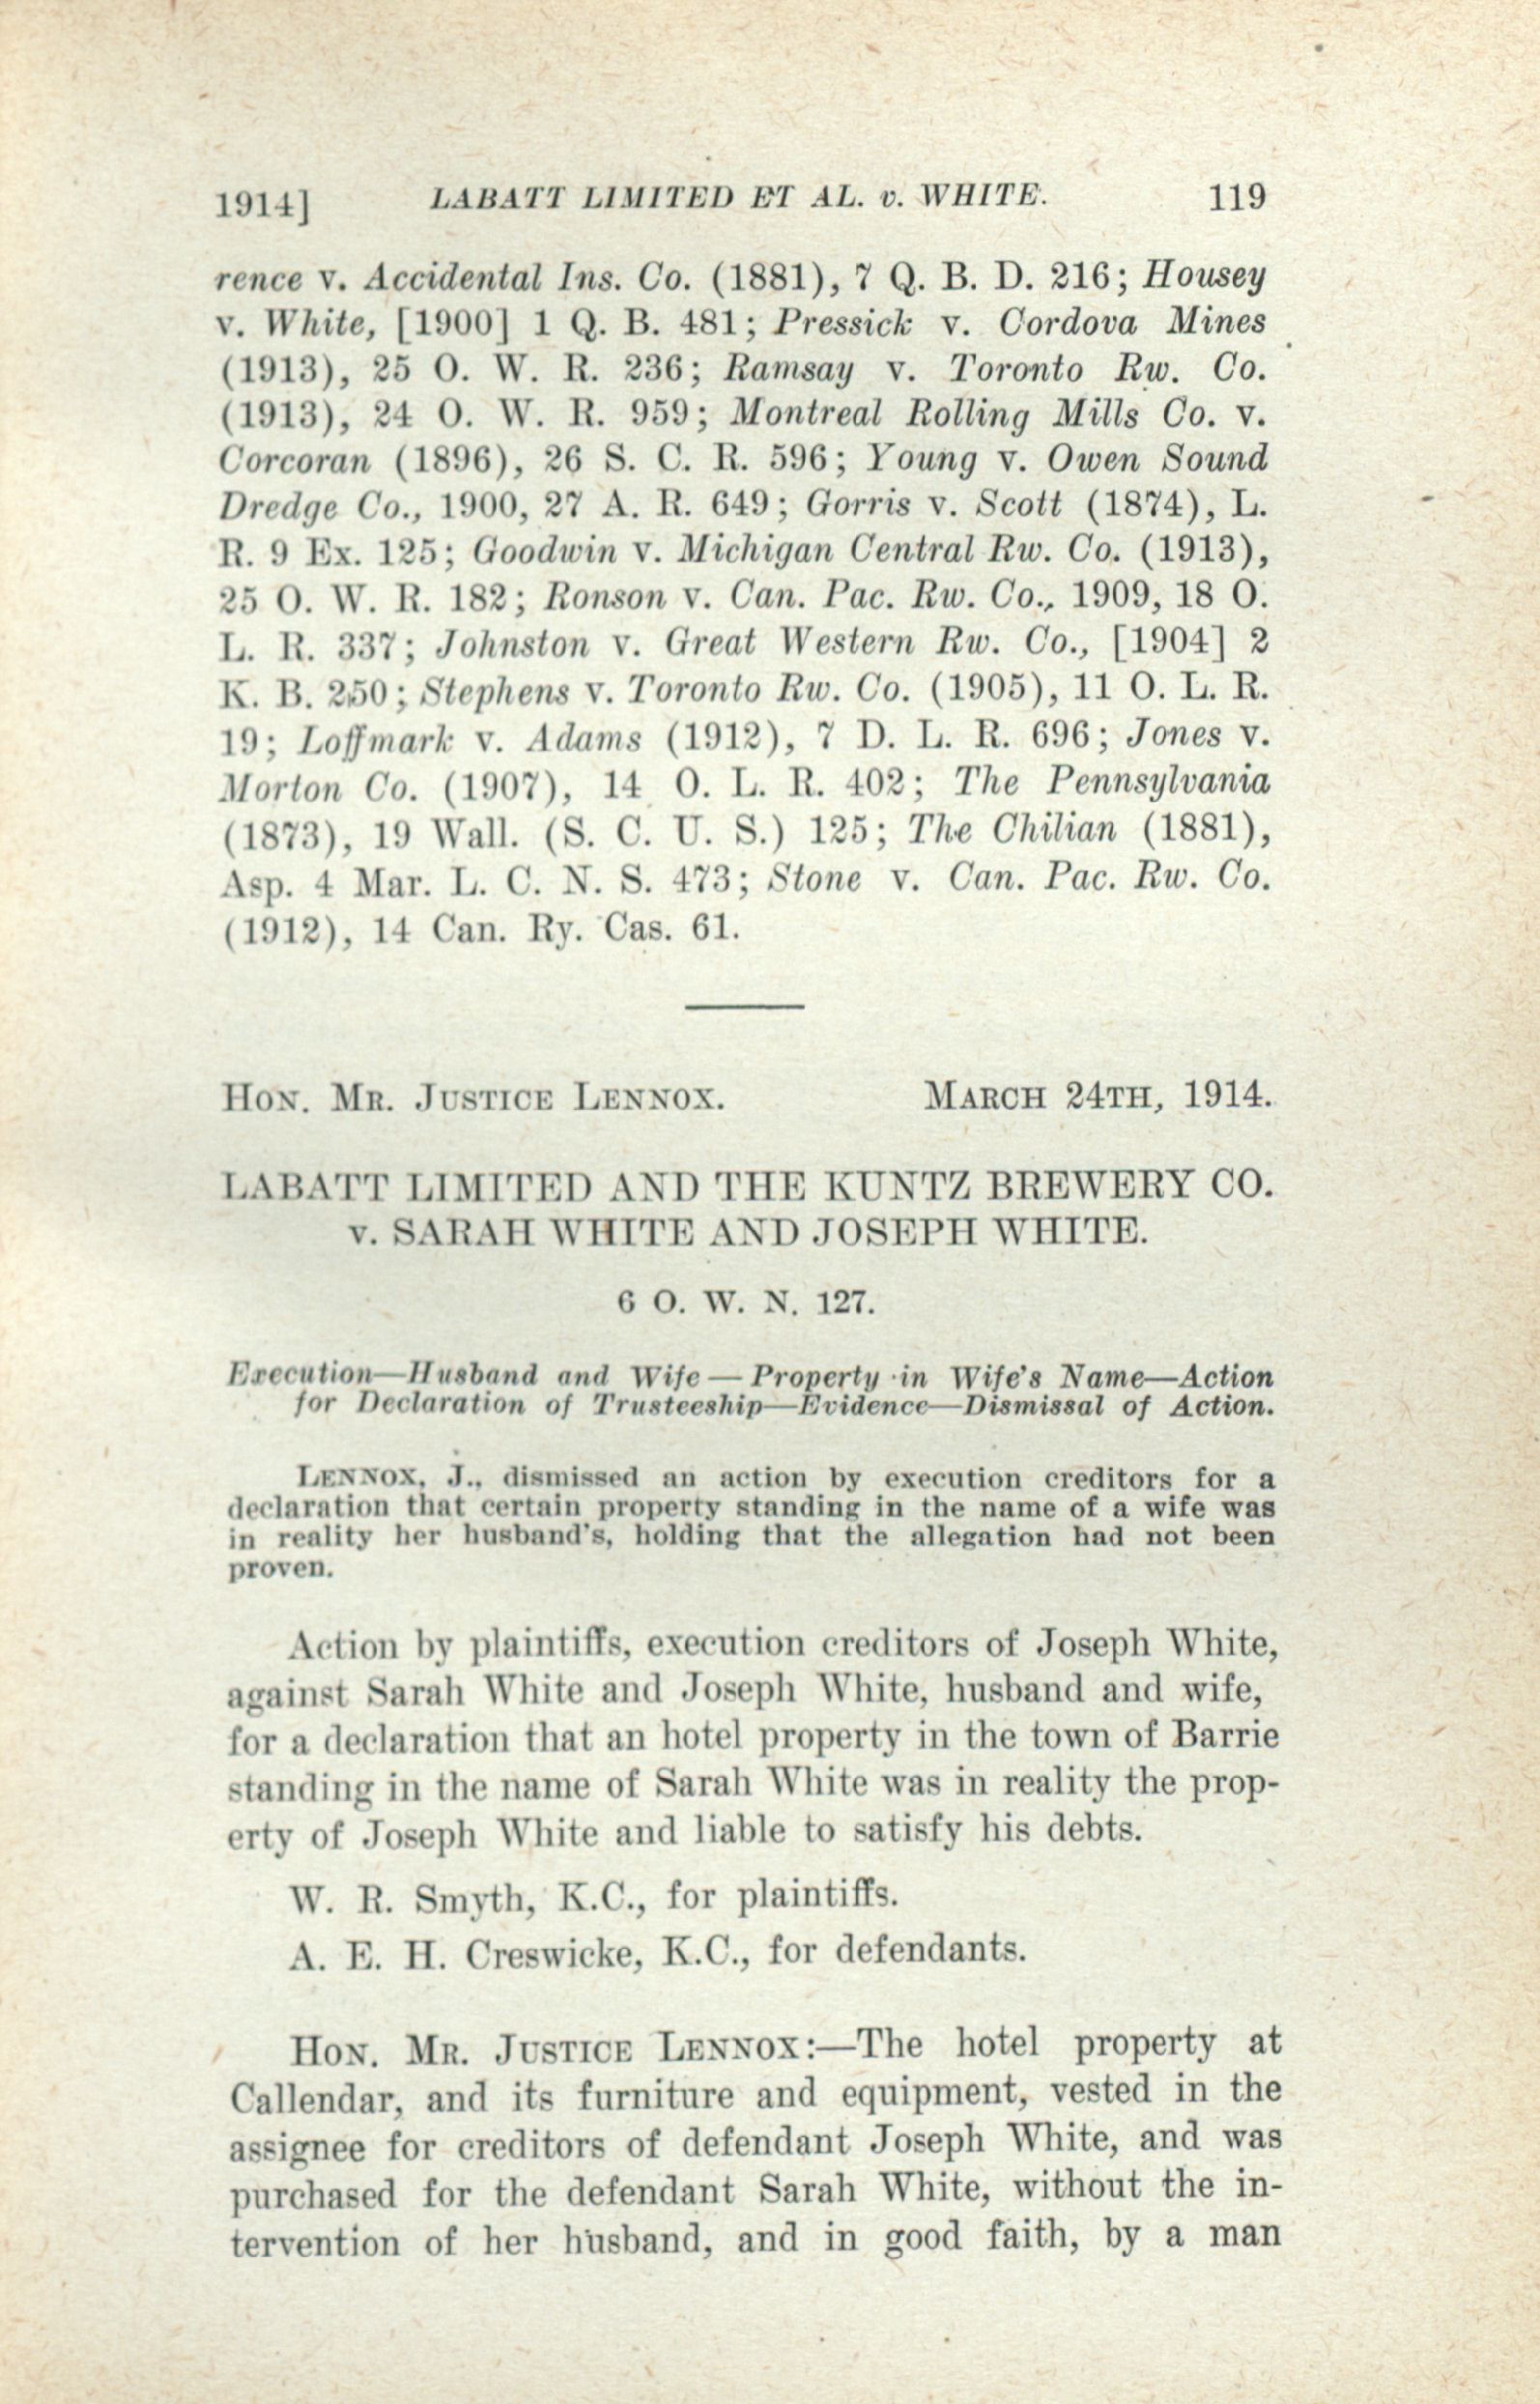 1914] LABATT LIMITED ET AL. v. WHITE. 119
rence v. Accidental Ins. Co. (1881), 7 Q. B. D. 216; Housey
v. White, [1900] 1 Q. B. 481; Pressick v. Cordova Mines
(1913), 25 O. W. R. 236; Ramsay v. Toronto Rw. Co.
(1913), 24 O. W. R. 959; Montreal Rolling Mills Co. v.
Corcoran (1896), 26 S. C. R. 596; Young v. Owen Sound
Dredge Co., 1900, 27 A. R. 649; Gorris v. Scott (1874), L.
R. 9 Ex. 125; Goodwin v. Michigan Central Rw. Co. (1913),
25 O. W. R. 182; Ronson v. Can. Pac. Rw. Co., 1909, 18 O.
L. R. 337; Johnston v. Great Western Rw. Co., [1904] 2
K. B. 250; Stephens v. Toronto Rw. Co. (1905), 11 O. L. R.
19; Loffmark v. Adams (1912), 7 D. L. R. 696; Jones v.
Morton Co. (1907), 14 O. L. R. 402; The Pennsylvania
(1873), 19 Wall. (S. C. U. S.) 125; The Chilian (1881),
Asp. 4 Mar. L. C. N. S. 473; Stone v. Can. Pac. Rw. Co.
(1912), 14 Can. Ry. Cas. 61.
HON. MR. JUSTICE LENNOX. MARCH 24TH, 1914.
LABATT LIMITED AND THE KUNTZ BREWERY CO.
v. SARAH WHITE AND JOSEPH WHITE.
6 O. W. N. 127.
Execution—Husband and Wife — Property in Wife's Name—Action
for Declaration of Trusteeship—Evidence—Dismissal of Action.
LENNOX, J., dismissed an action by execution creditors for a
declaration that certain property standing in the name of a wife was
in reality her husband's, holding that the allegation had not been
proven.
Action by plaintiffs, execution creditors of Joseph White,
against Sarah White and Joseph White, husband and wife,
for a declaration that an hotel property in the town of Barrie
standing in the name of Sarah White was in reality the prop-
erty of Joseph White and liable to satisfy his debts.
W. R. Smyth, K.C., for plaintiffs.
A. E. H. Creswicke, K.C., for defendants.
HON. MR. JUSTICE LENNOX:—The hotel property at
Callendar, and its furniture and equipment, vested in the
assignee for creditors of defendant Joseph White, and was
purchased for the defendant Sarah White, without the in-
tervention of her husband, and in good faith, by a man